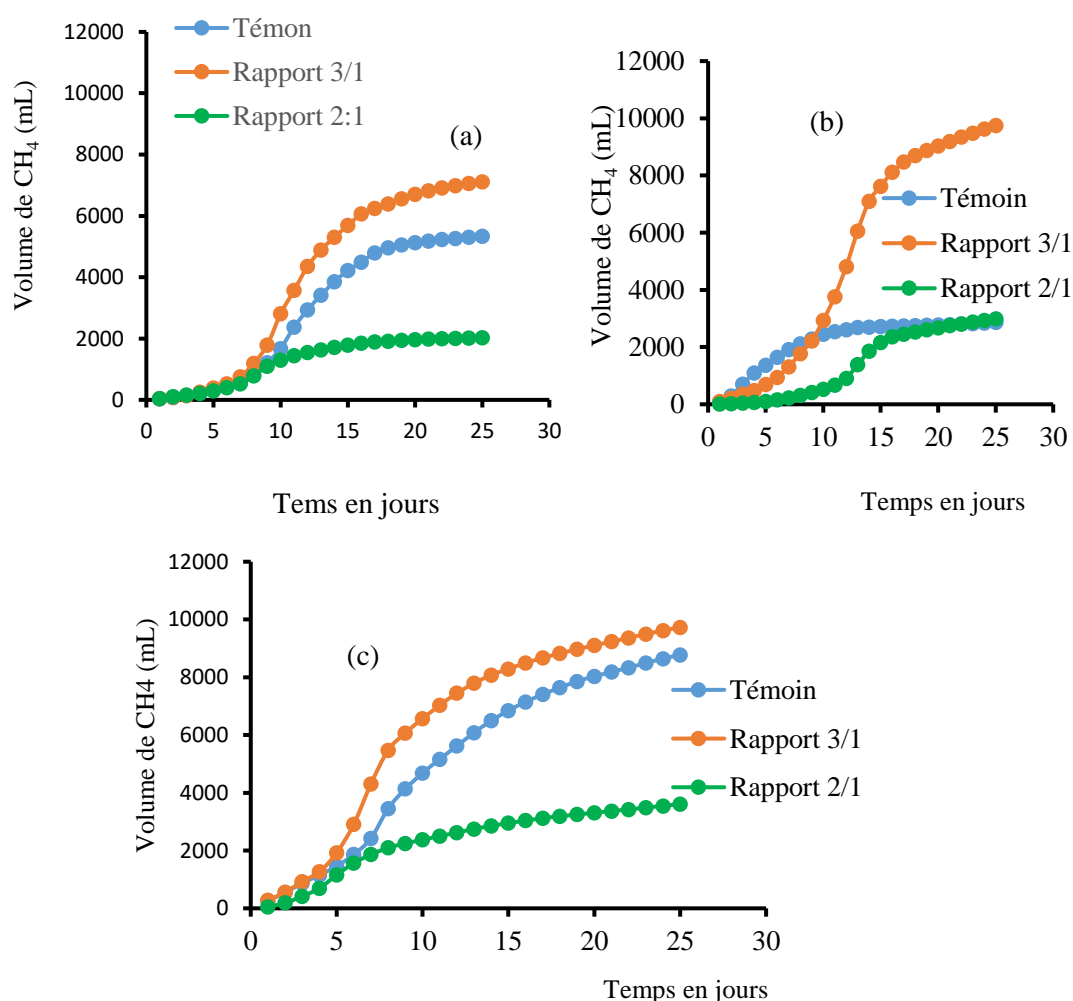 Témon
Rapport 3/1
Rapport 2:1
(a)
Volume de CH4 (mL)
12000
10000
8000
6000
4000
2000
0
0 5 10 15 20 25 30
Tems en jours
(b)
Volume de CH4 (mL)
12000
10000
8000
6000
4000
2000
0
Témoin
Rapport 3/1
Rapport 2/1
0 5 10 15 20 25 30
Temps en jours
(c)
Volume de CH4 (mL)
12000
10000
8000
6000
4000
2000
0
Témoin
Rapport 3/1
Rapport 2/1
0 5 10 15 20 25 30
Temps en jours